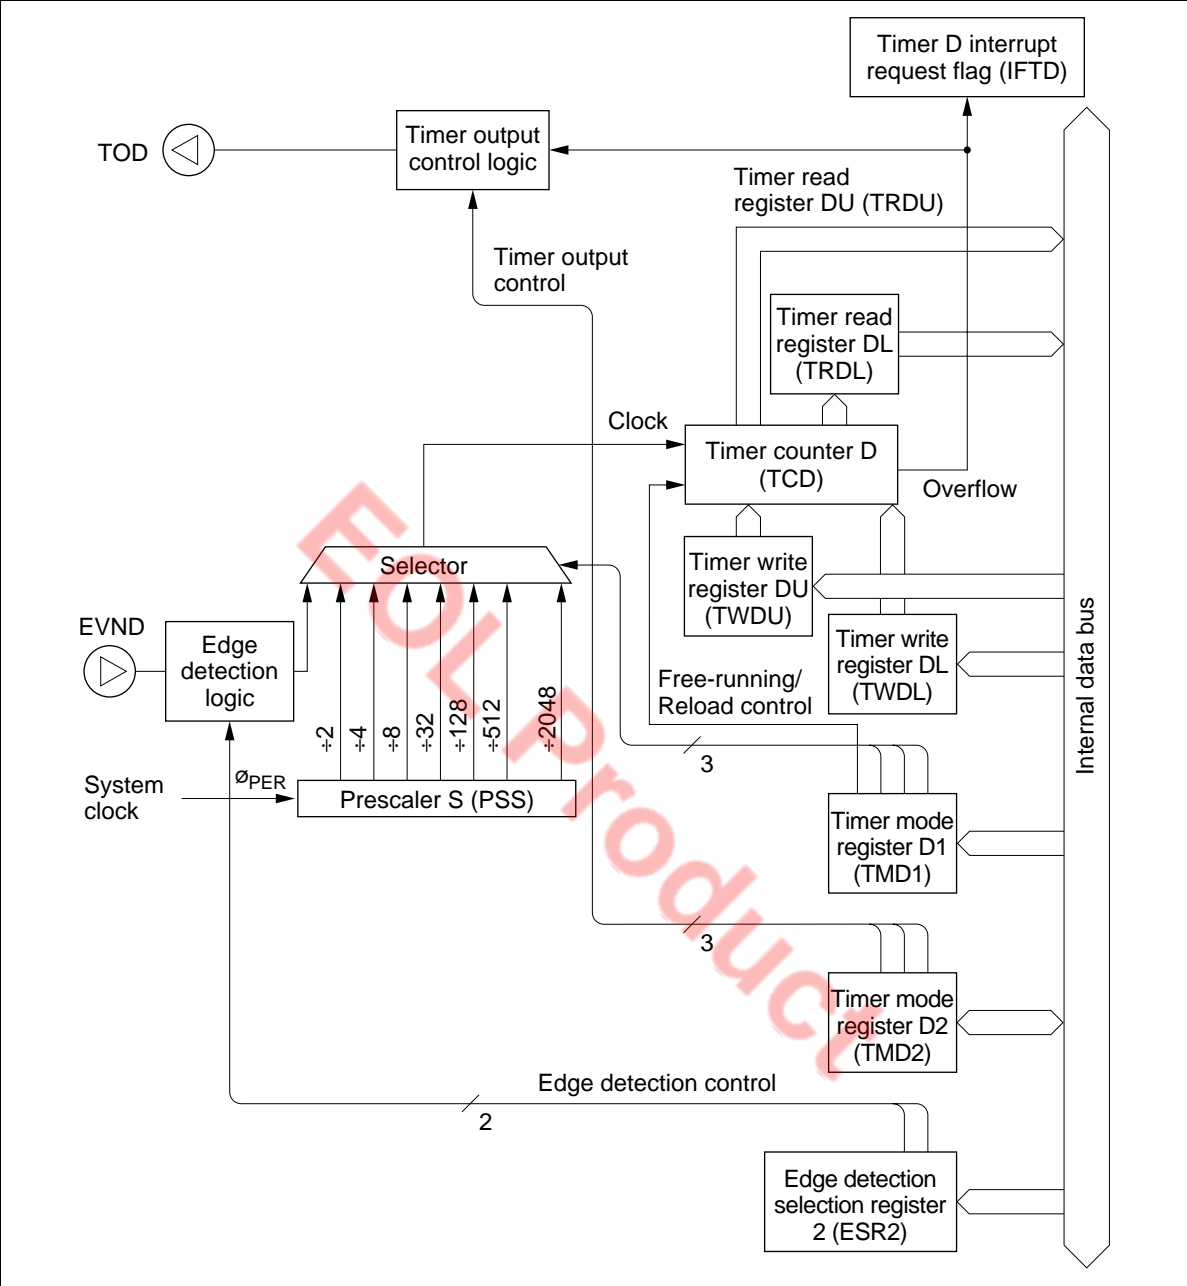 Timer D interrupt
request flag (IFTD)
TOD
Timer output
control logic
Timer read
register DU (TRDU)
Timer output
control
Timer read
register DL
(TRDL)
Clock
Timer counter D
(TCD)
Overflow
Selector
Timer write
register DU
(TWDU)
EVND
Edge
detection
logic
Timer write
register DL
(TWDL)
Free-running/
Reload control
Internal data bus
÷2
÷4
÷8
÷32
÷128
÷512
÷2048
3
System
clock
øPER
Prescaler S (PSS)
Timer mode
register D1
(TMD1)
3
Timer mode
register D2
(TMD2)
Edge detection control
2
Edge detection
selection register
2 (ESR2)
EOL Product